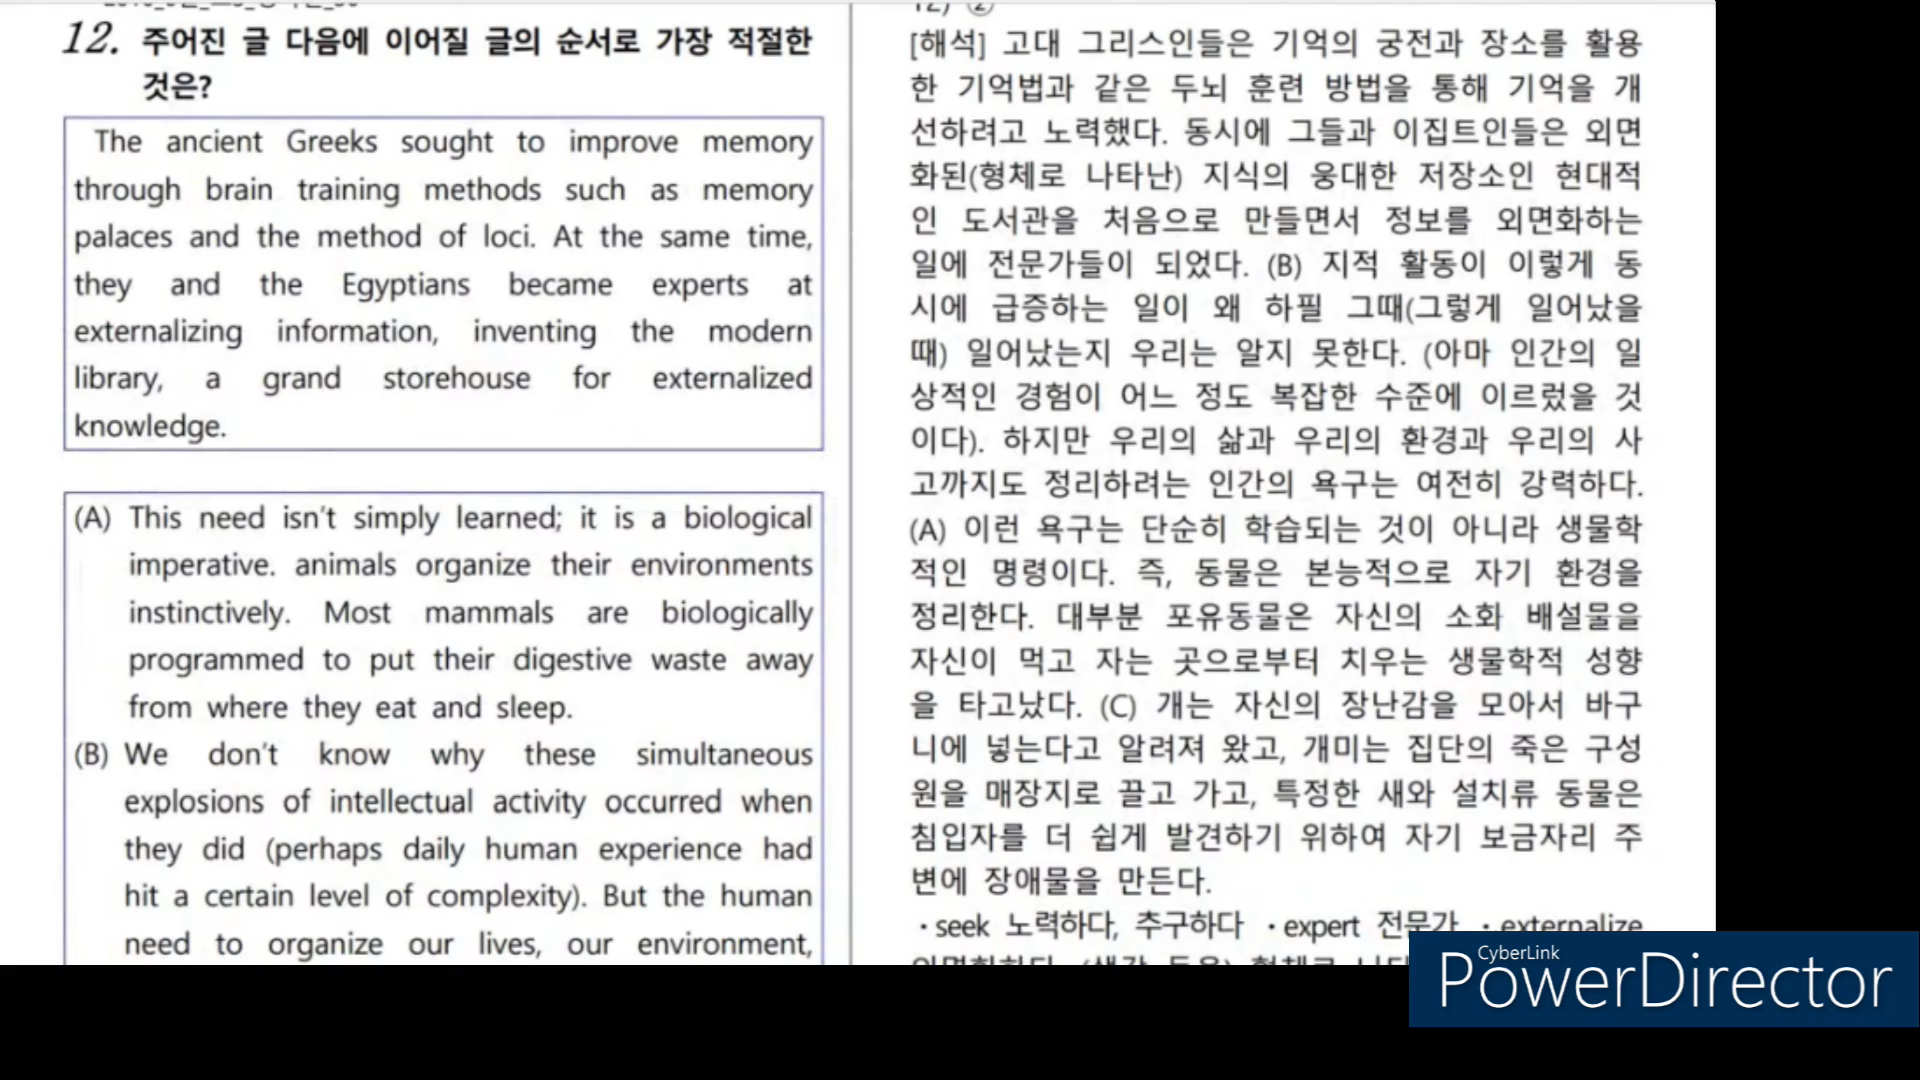 12. 주어진 글 다음에 이어질 글의 순서로 가장 적절한
것은?
The ancient Greeks sought to improve memory
through brain training methods such as memory
palaces and the method of loci. At the same time,
they and the Egyptians became experts at
externalizing information, inventing the modern
library, a grand storehouse for externalized
knowledge.
(A) This need isn't simply learned; it is a biological
imperative. animals organize their environments
instinctively. Most mammals are biologically
programmed to put their digestive waste away
from where they eat and sleep.
(B) We don't know why these simultaneous
explosions of intellectual activity occurred when
they did (perhaps daily human experience had
hit a certain level of complexity). But the human
need to organize our lives, our environment,
12) ②
[해석] 고대 그리스인들은 기억의 궁전과 장소를 활용
한 기억법과 같은 두뇌 훈련 방법을 통해 기억을 개
선하려고 노력했다. 동시에 그들과 이집트인들은 외면
화된(형체로 나타난) 지식의 웅대한 저장소인 현대적
인 도서관을 처음으로 만들면서 정보를 외면화하는
일에 전문가들이 되었다. (B) 지적 활동이 이렇게 동
시에 급증하는 일이 왜 하필 그때(그렇게 일어났을
때) 일어났는지 우리는 알지 못한다. (아마 인간의 일
상적인 경험이 어느 정도 복잡한 수준에 이르렀을 것
이다). 하지만 우리의 삶과 우리의 환경과 우리의 사
고까지도 정리하려는 인간의 욕구는 여전히 강력하다.
(A) 이런 욕구는 단순히 학습되는 것이 아니라 생물학
적인 명령이다. 즉, 동물은 본능적으로 자기 환경을
정리한다. 대부분 포유동물은 자신의 소화 배설물을
자신이 먹고 자는 곳으로부터 치우는 생물학적 성향
을 타고났다. (C) 개는 자신의 장난감을 모아서 바구
니에 넣는다고 알려져 왔고, 개미는 집단의 죽은 구성
원을 매장지로 끌고 가고, 특정한 새와 설치류 동물은
침입자를 더 쉽게 발견하기 위하여 자기 보금자리 주
변에 장애물을 만든다.
· seek 노력하다, 추구하다 · expert 전문가 · externalize
CyberLink
PowerDirector